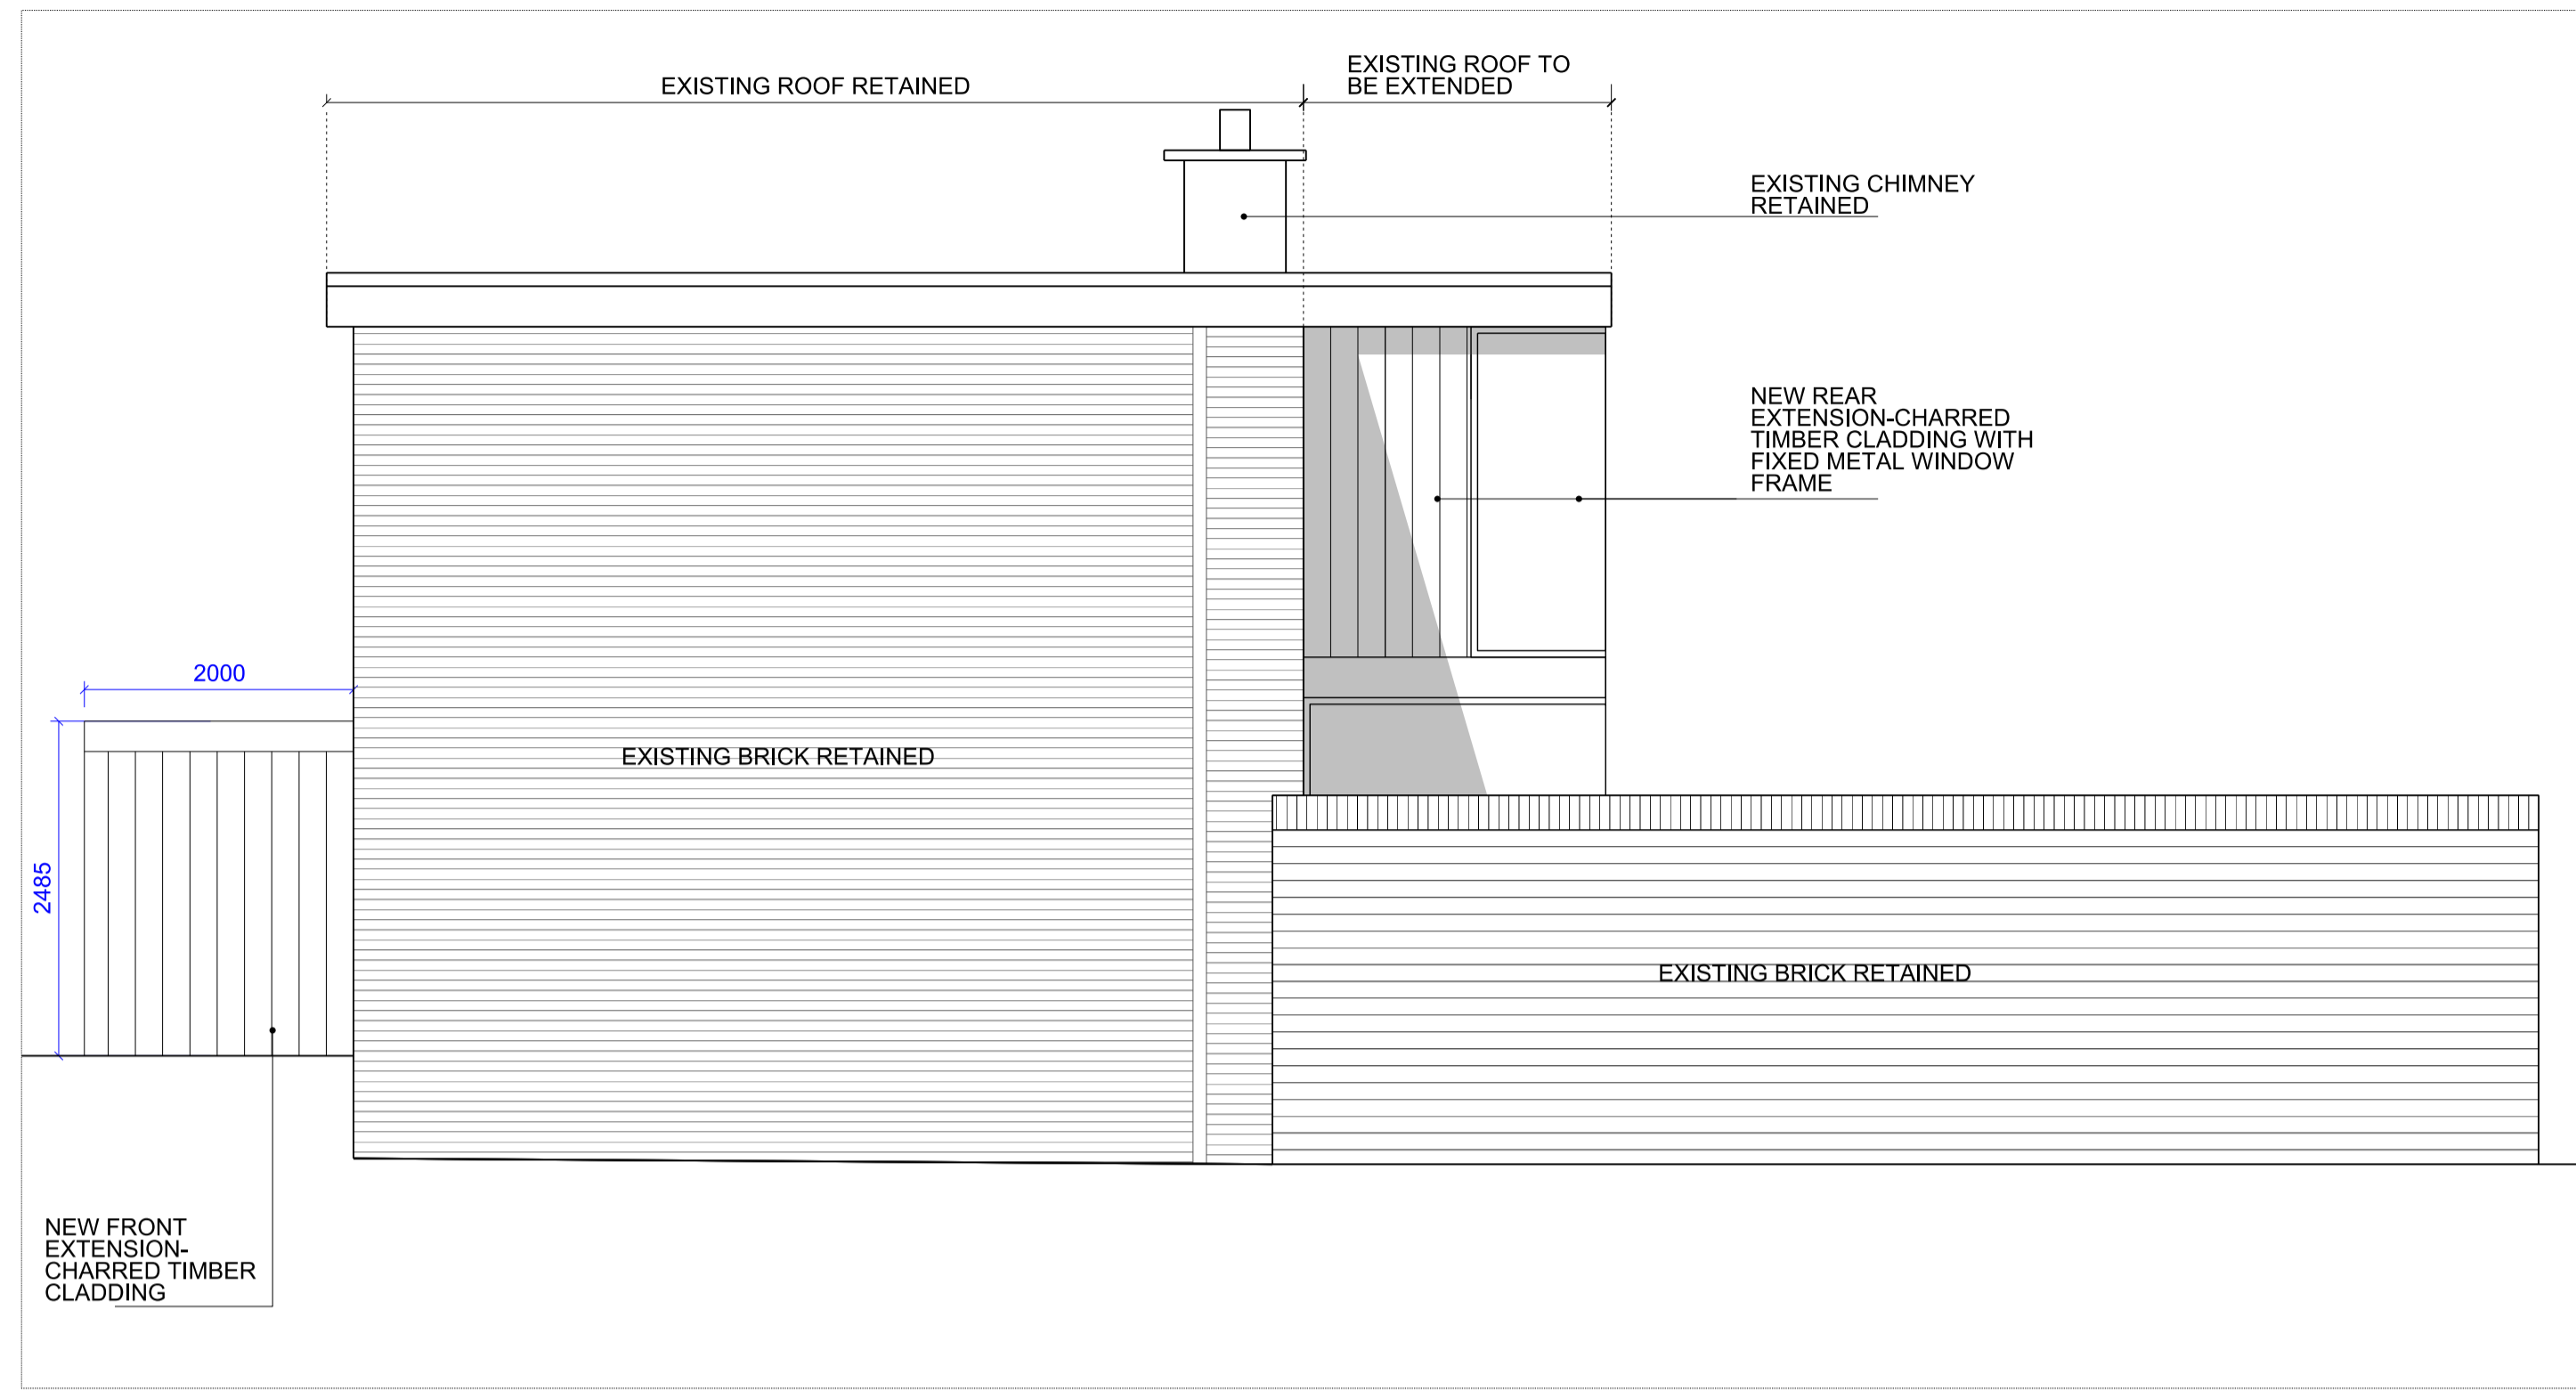 EXISTING ROOF RETAINED
EXISTING ROOF TO
BE EXTENDED
EXISTING CHIMNEY
RETAINED
NEW REAR
EXTENSION-CHARRED
TIMBER CLADDING WITH
FIXED METAL WINDOW
FRAME
2000
2485
EXISTING BRICK RETAINED
EXISTING BRICK RETAINED
NEW FRONT
EXTENSION-
CHARRED TIMBER
CLADDING